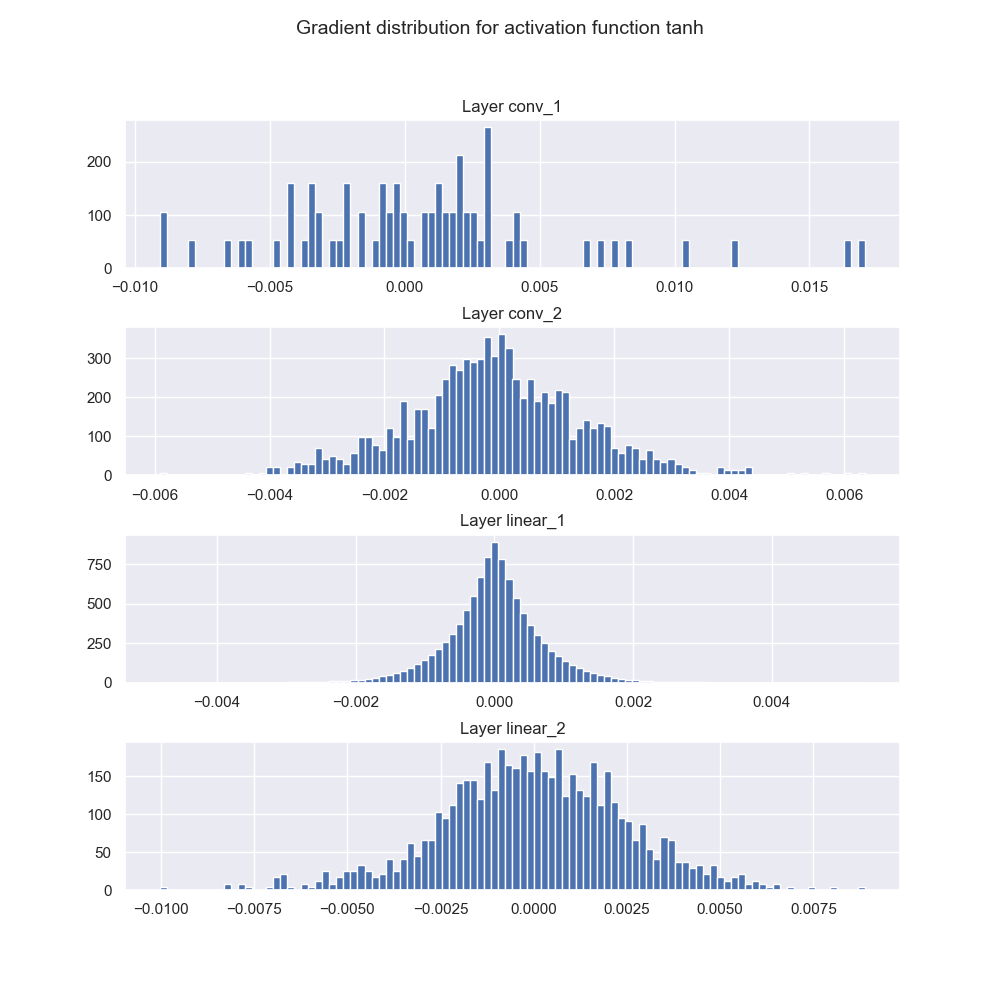 Gradient distribution for activation function tanh
Layer conv_1
200
100
0
−0.010 −0.005 0.000 0.005 0.010 0.015
Layer conv_2
300
200
100
0
−0.006 −0.004 −0.002 0.000 0.002 0.004 0.006
Layer linear_1
750
500
250
0
−0.004 −0.002 0.000 0.002 0.004
Layer linear_2
150
100
50
0
−0.0100 −0.0075 −0.0050 −0.0025 0.0000 0.0025 0.0050 0.0075